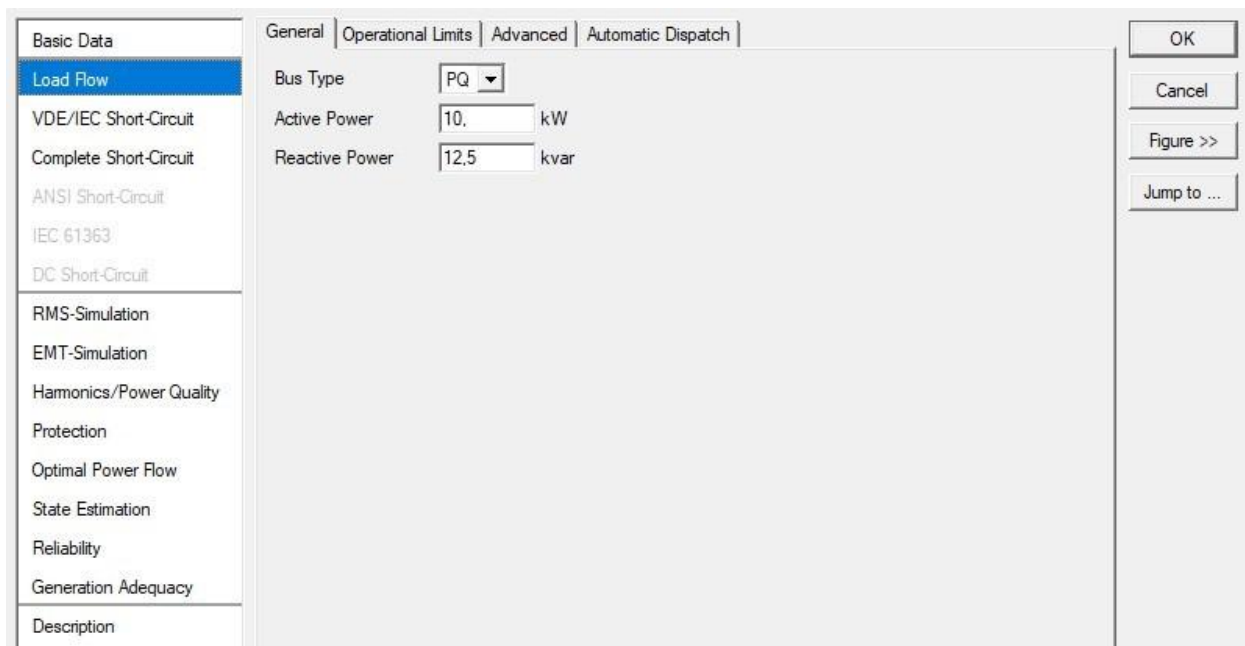 Basic Data
Load Flow
VDE/IEC Short-Circuit
Complete Short-Circuit
ANSI Short-Circuit
IEC 61363
DC Short-Circuit
RMS-Simulation
EMT-Simulation
Harmonics/Power Quality
Protection
Optimal Power Flow
State Estimation
Reliability
Generation Adequacy
Description
General Operational Limits Advanced Automatic Dispatch
Bus Type PQ
Active Power 10, kW
Reactive Power 12,5 kvar
OK
Cancel
Figure >>
Jump to ...